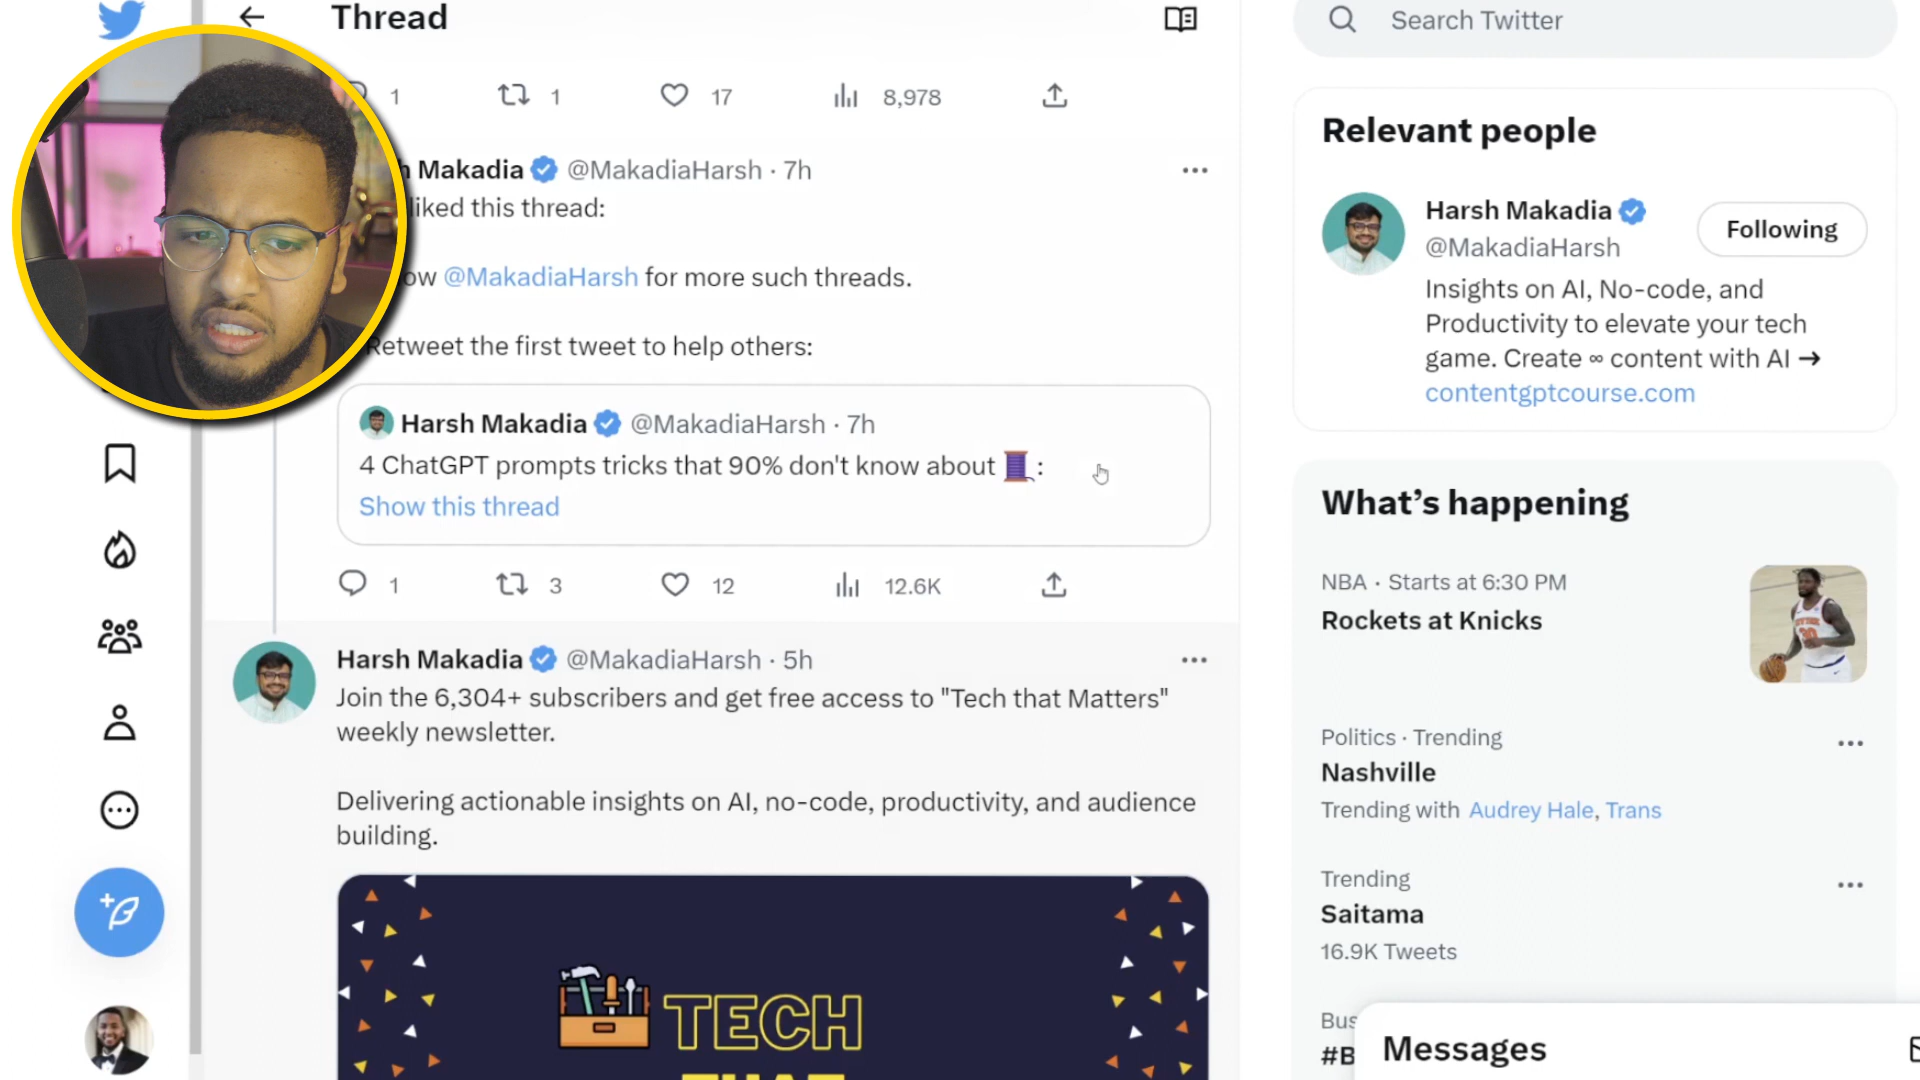 Thread
Search Twitter
1
1
17
8,978
Makadia @MakadiaHarsh · 7h
liked this thread:
@MakadiaHarsh for more such threads.
Retweet the first tweet to help others:
Harsh Makadia @MakadiaHarsh · 7h
4 ChatGPT prompts tricks that 90% don't know about 🧵:
Show this thread
1
3
12
12.6K
Harsh Makadia @MakadiaHarsh · 5h
Join the 6,304+ subscribers and get free access to "Tech that Matters"
weekly newsletter.
Delivering actionable insights on AI, no-code, productivity, and audience
building.
TECH
THAT
Relevant people
Harsh Makadia
Following
@MakadiaHarsh
Insights on AI, No-code, and
Productivity to elevate your tech
game. Create ∞ content with AI →
contentgptcourse.com
What's happening
NBA · Starts at 6:30 PM
Rockets at Knicks
Politics · Trending
Nashville
Trending with Audrey Hale, Trans
Trending
Saitama
16.9K Tweets
Messages